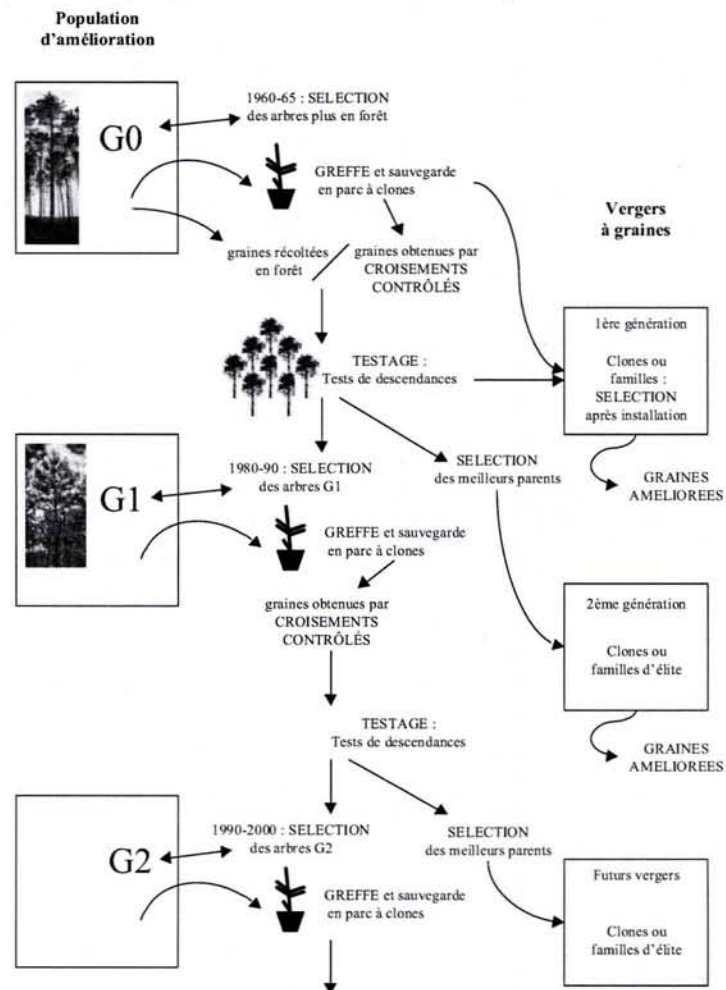 Population
d'amélioration
G0
1960-65 : SELECTION
des arbres plus en forêt
GREFFE et sauvegarde
en parc à clones
graines récoltées
en forêt
graines obtenues par
CROISEMENTS
CONTRÔLÉS
Vergers
à graines
TESTAGE :
Tests de descendances
1ère génération
Clones ou
familles :
SELECTION
après installation
GRAINES
AMELIOREES
G1
1980-90 : SELECTION
des arbres G1
SELECTION
des meilleurs parents
GREFFE et sauvegarde
en parc à clones
graines obtenues par
CROISEMENTS
CONTRÔLÉS
2ème génération
Clones ou
familles d'élite
GRAINES
AMELIOREES
TESTAGE :
Tests de descendances
G2
1990-2000 : SELECTION
des arbres G2
SELECTION
des meilleurs parents
GREFFE et sauvegarde
en parc à clones
Futurs vergers
Clones ou
familles d'élite